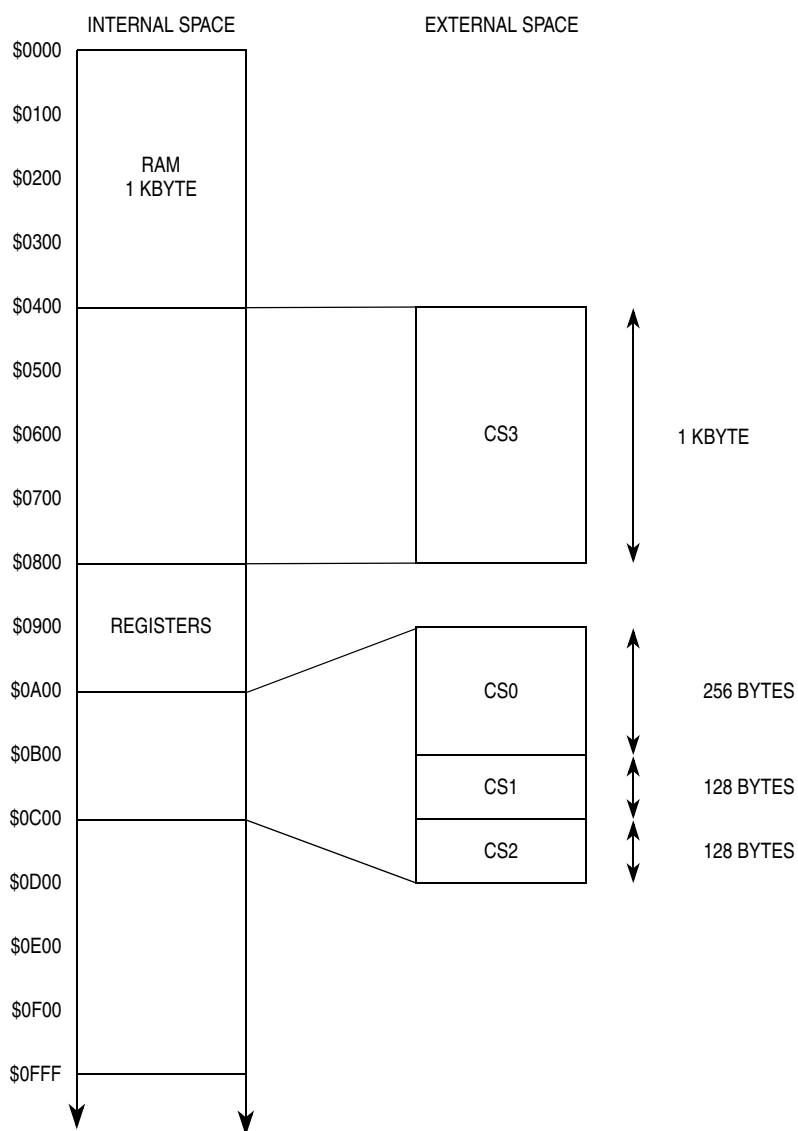 INTERNAL SPACE
EXTERNAL SPACE
$0000
$0100
RAM
1 KBYTE
$0200
$0300
$0400
$0500
$0600
CS3
1 KBYTE
$0700
$0800
$0900
REGISTERS
$0A00
CS0
256 BYTES
$0B00
CS1
128 BYTES
$0C00
CS2
128 BYTES
$0D00
$0E00
$0F00
$0FFF